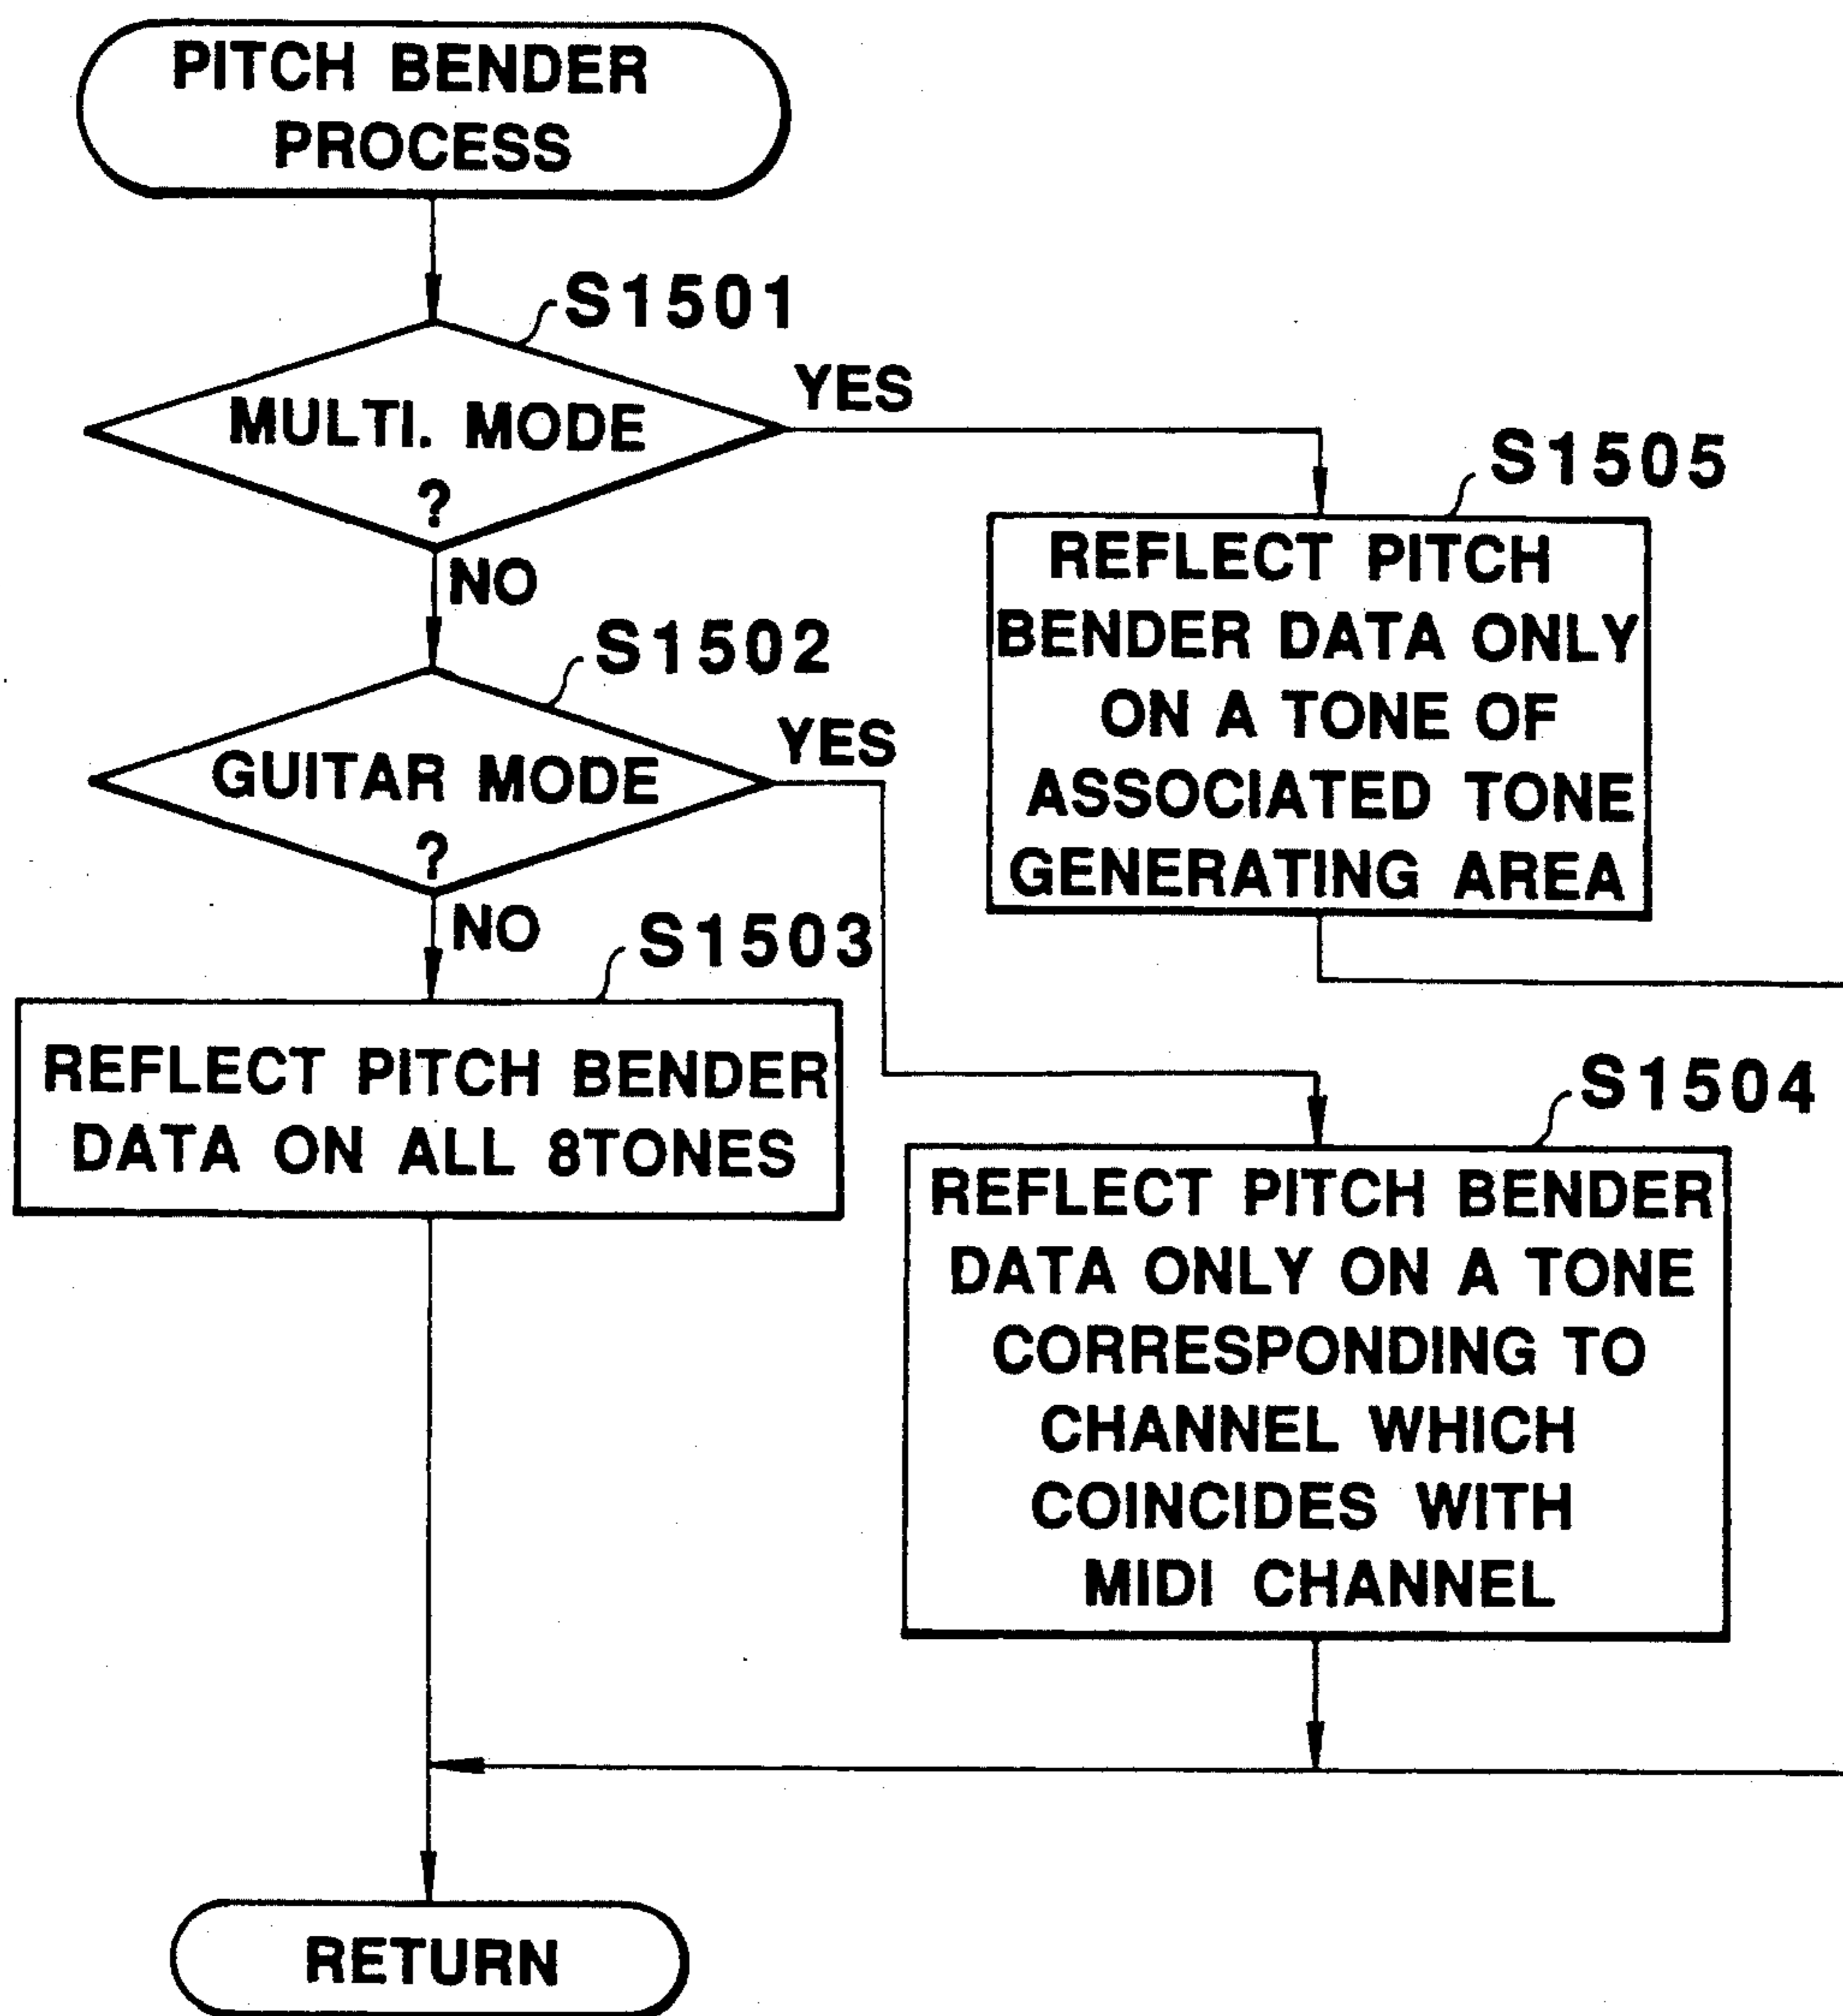 PITCH BENDER
PROCESS
S1501
MULTI. MODE
?
YES
NO
S1505
REFLECT PITCH
BENDER DATA ONLY
ON A TONE OF
ASSOCIATED TONE
GENERATING AREA
S1502
GUITAR MODE
?
YES
NO
S1503
REFLECT PITCH BENDER
DATA ON ALL 8TONES
S1504
REFLECT PITCH BENDER
DATA ONLY ON A TONE
CORRESPONDING TO
CHANNEL WHICH
COINCIDES WITH
MIDI CHANNEL
RETURN